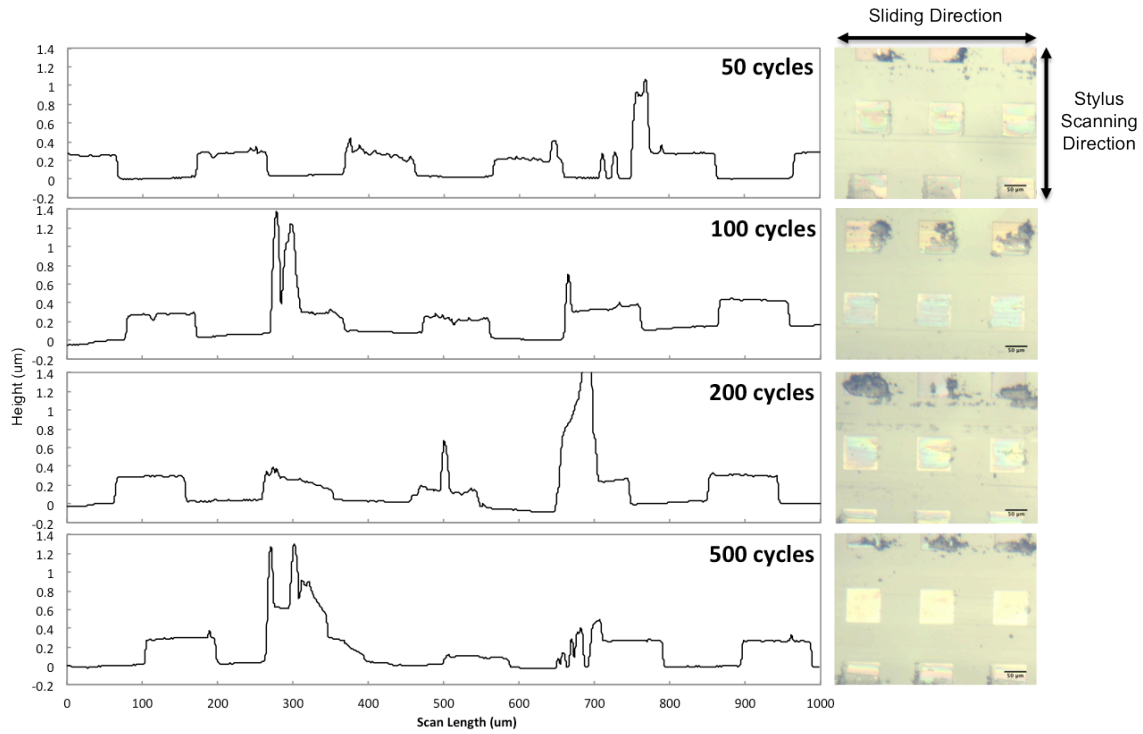 Sliding Direction
Stylus
Scanning
Direction
Height (um)
50 cycles
1.4
1.2
1
0.8
0.6
0.4
0.2
0
-0.2
50 µm
100 cycles
1.4
1.2
1
0.8
0.6
0.4
0.2
0
-0.2
50 µm
200 cycles
1.4
1.2
1
0.8
0.6
0.4
0.2
0
-0.2
50 µm
500 cycles
1.4
1.2
1
0.8
0.6
0.4
0.2
0
-0.2
50 µm
0 100 200 300 400 500 600 700 800 900 1000
Scan Length (um)